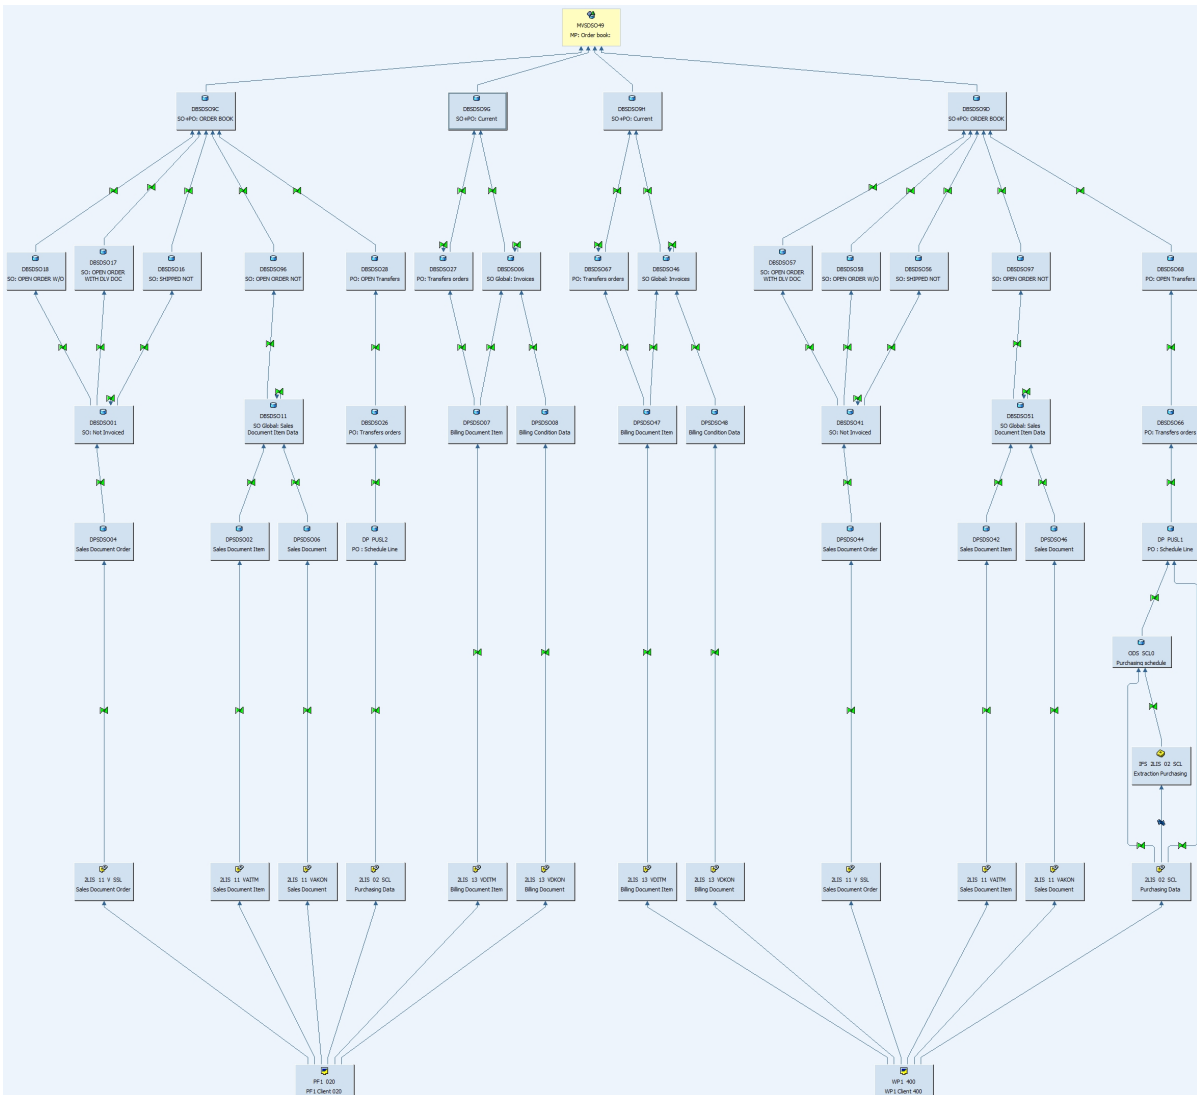 MVSDSO49
MP: Order book:
DBSDSO9C
SO+PO: ORDER BOOK
DBSDSO9G
SO+PO: Current
DBSDSO9H
SO+PO: Current
DBSDSO9D
SO+PO: ORDER BOOK
DBSDSO18
SO: OPEN ORDER W/O
DBSDSO17
SO: OPEN ORDER
WITH DLV DOC
DBSDSO16
SO: SHIPPED NOT
DBSDSO96
SO: OPEN ORDER NOT
DBSDSO28
PO: OPEN Transfers
DBSDSO27
PO: Transfers orders
DBSDSO06
SO Global: Invoices
DBSDSO67
PO: Transfers orders
DBSDSO46
SO Global: Invoices
DBSDSO57
SO: OPEN ORDER
WITH DLV DOC
DBSDSO58
SO: OPEN ORDER W/O
DBSDSO56
SO: SHIPPED NOT
DBSDSO97
SO: OPEN ORDER NOT
DBSDSO68
PO: OPEN Transfers
DBSDSO01
SO: Not Invoiced
DBSDSO11
SO Global: Sales
Document Item Data
DBSDSO26
PO: Transfers orders
DPSDSO07
Billing Document Item
DPSDSO08
Billing Condition Data
DPSDSO47
Billing Document Item
DPSDSO48
Billing Condition Data
DBSDSO41
SO: Not Invoiced
DBSDSO51
SO Global: Sales
Document Item Data
DBSDSO66
PO: Transfers orders
DPSDSO04
Sales Document Order
DPSDSO02
Sales Document Item
DPSDSO06
Sales Document
DP PUSL2
PO : Schedule Line
DPSDSO44
Sales Document Order
DPSDSO42
Sales Document Item
DPSDSO46
Sales Document
DP PUSL1
PO : Schedule Line
ODS SCL0
Purchasing schedule
IFS 2LIS 02 SCL
Extraction Purchasing
2LIS 11 V SSL
Sales Document Order
2LIS 11 VAITM
Sales Document Item
2LIS 11 VAKON
Sales Document
2LIS 02 SCL
Purchasing Data
2LIS 13 VDITM
Billing Document Item
2LIS 13 VDKON
Billing Document
2LIS 13 VDITM
Billing Document Item
2LIS 13 VDKON
Billing Document
2LIS 11 V SSL
Sales Document Order
2LIS 11 VAITM
Sales Document Item
2LIS 11 VAKON
Sales Document
2LIS 02 SCL
Purchasing Data
PF1 020
PF1 Client 020
WP1 400
WP1 Client 400